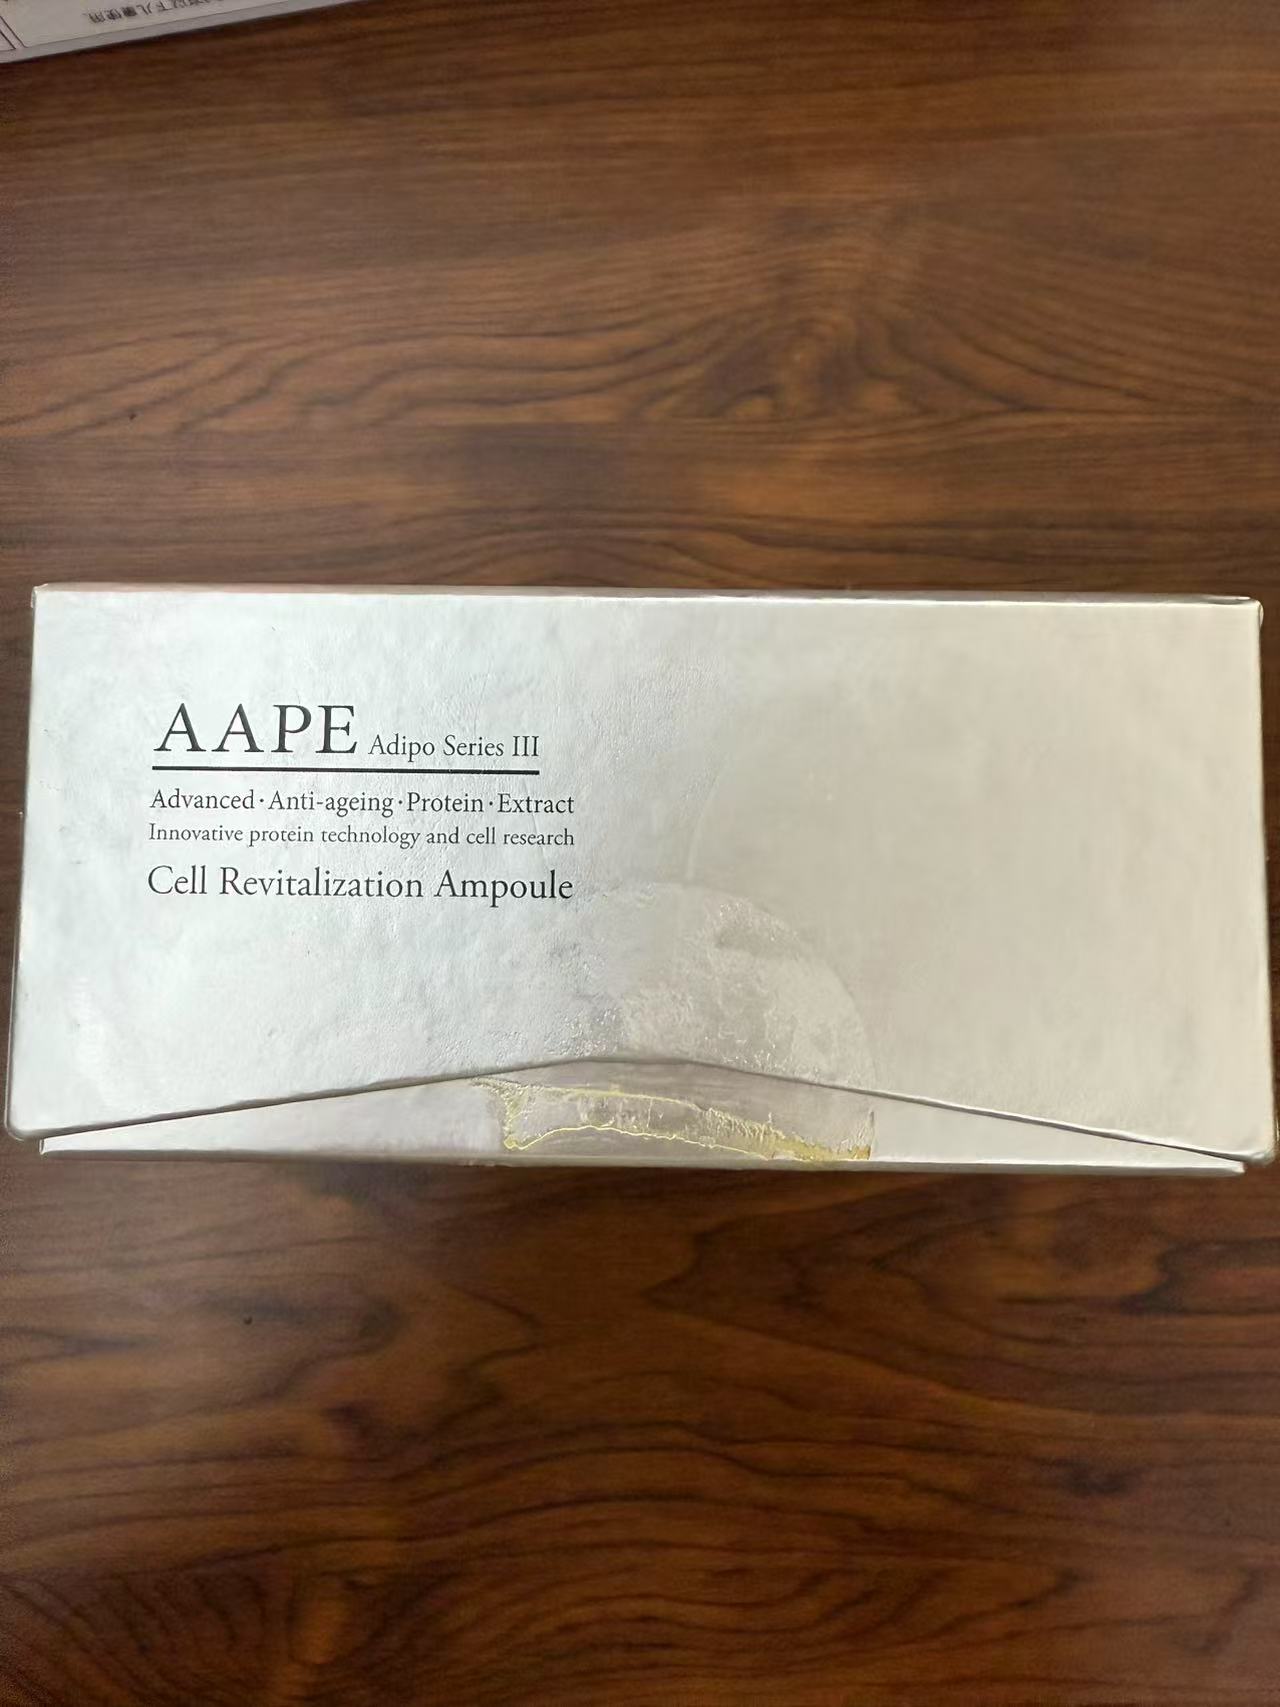 AAPE Adipo Series III
Advanced·Anti-ageing·Protein·Extract
Innovative protein technology and cell research
Cell Revitalization Ampoule